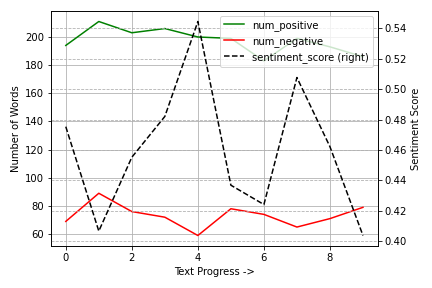 num_positive
num_negative
sentiment_score (right)
Number of Words
200
180
160
140
120
100
80
60
0.54
0.52
0.50
0.48
0.46
0.44
0.42
0.40
Sentiment Score
0 2 4 6 8
Text Progress ->